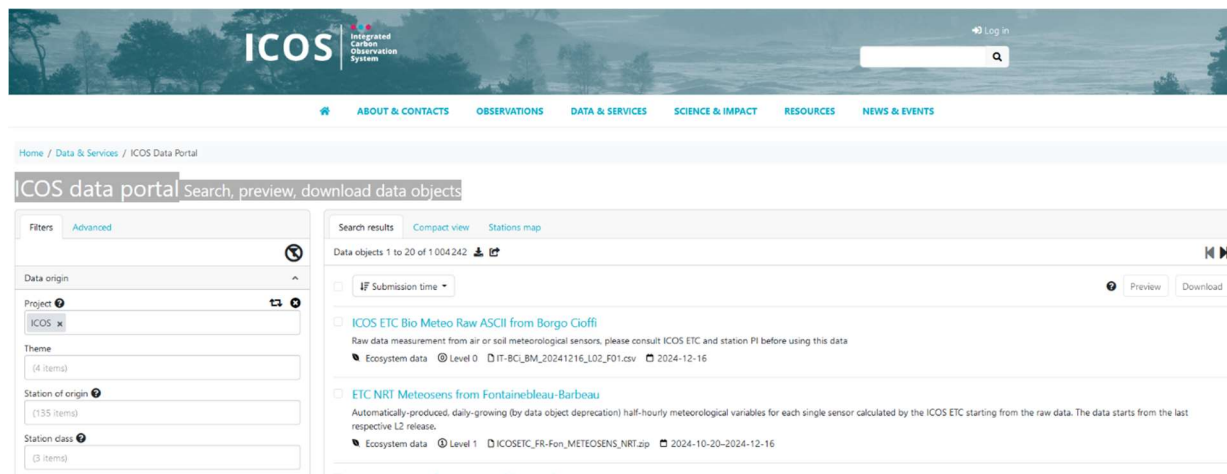 ICOS
Integrated
Carbon
Observation
System
Log in
ABOUT & CONTACTS OBSERVATIONS DATA & SERVICES SCIENCE & IMPACT RESOURCES NEWS & EVENTS
Home / Data & Services / ICOS Data Portal
ICOS data portal Search, preview, download data objects
Filters Advanced
Search results Compact view Stations map
Data objects 1 to 20 of 1 004 242
Data origin
Submission time
Preview Download
Project
ICOS x
ICOS ETC Bio Meteo Raw ASCII from Borgo Cioffi
Raw data measurement from air or soil meteorological sensors, please consult ICOS ETC and station PI before using this data
Theme
Ecosystem data Level 0 IT-BCi_BM_20241216_L02_F01.csv 2024-12-16
(4 items)
Station of origin
ETC NRT Meteosens from Fontainebleau-Barbeau
(135 items)
Automatically-produced, daily-growing (by data object deprecation) half-hourly meteorological variables for each single sensor calculated by the ICOS ETC starting from the raw data. The data starts from the last
respective L2 release.
Station class
Ecosystem data Level 1 ICOSETC_FR-Fon_METEOSENS_NRT.zip 2024-10-20–2024-12-16
(3 items)